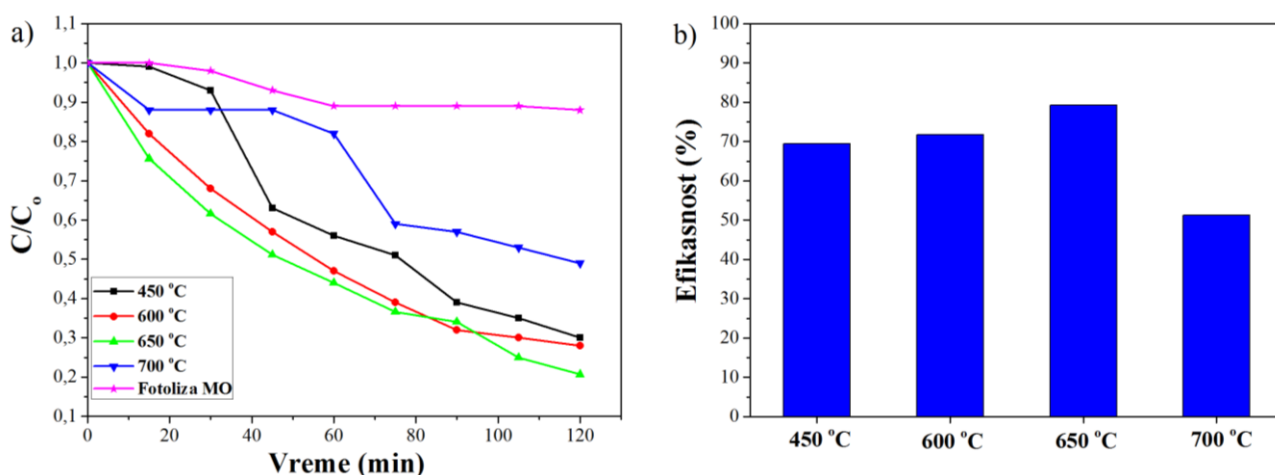 a)
1,1
1,0
0,9
0,8
0,7
0,6
0,5
0,4
0,3
0,2
0,1
C/Co
450 °C
600 °C
650 °C
700 °C
Fotoliza MO
0 20 40 60 80 100 120
Vreme (min)
b)
100
90
80
70
60
50
40
30
20
10
0
Efikasnost (%)
450 °C 600 °C 650 °C 700 °C